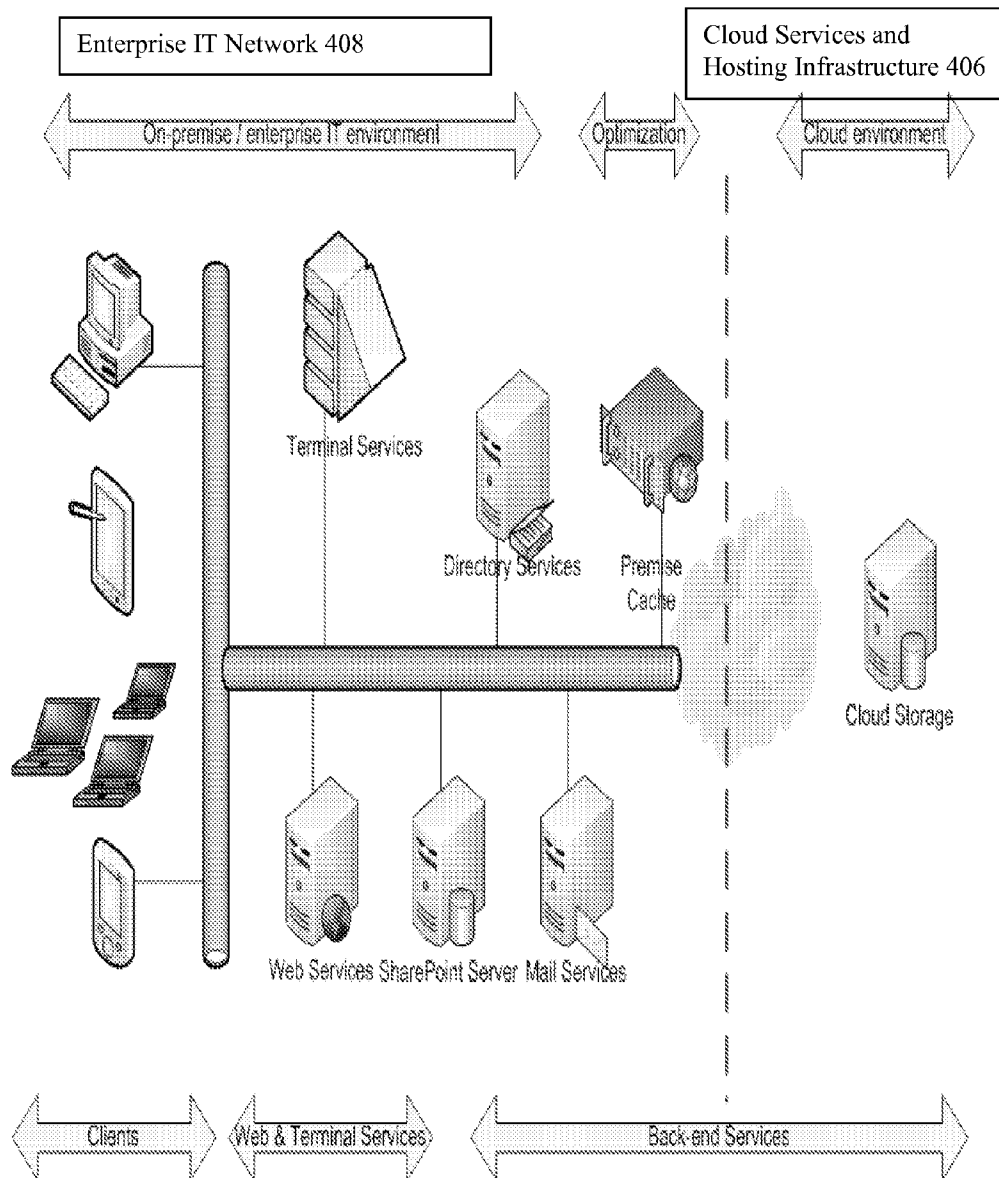 Enterprise IT Network 408
Cloud Services and
Hosting Infrastructure 406
On-premise / enterprise IT environment
Optimization
Cloud environment
Terminal Services
Directory Services
Premise
Cache
Cloud Storage
Web Services
SharePoint Server
Mail Services
Clients
Web & Terminal Services
Back-end Services